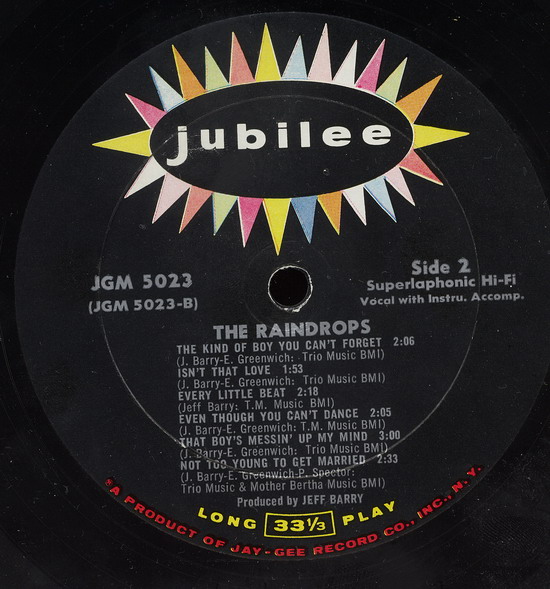 jubilee
JGM 5023
(JGM 5023-B)
Side 2
Superlaphonic Hi-Fi
Vocal with Instru. Accomp.
THE RAINDROPS
THE KIND OF BOY YOU CAN'T FORGET 2:06
(J. Barry-E. Greenwich: Trio Music BMI)
ISN'T THAT LOVE 1:53
(J. Barry-E. Greenwich: Trio Music BMI)
EVERY LITTLE BEAT 2:18
(Jeff Barry: T.M. Music BMI)
EVEN THOUGH YOU CAN'T DANCE 2:05
(J. Barry-E. Greenwich: T.M. Music BMI)
THAT BOY'S MESSIN' UP MY MIND 3:00
(J. Barry-E. Greenwich: Trio Music BMI)
NOT TOO YOUNG TO GET MARRIED 2:33
(J. Barry-E. Greenwich-P. Spector:
Trio Music & Mother Bertha Music BMI)
Produced by JEFF BARRY
LONG 33⅓ PLAY
*A PRODUCT OF JAY-GEE RECORD CO., INC., N. Y.